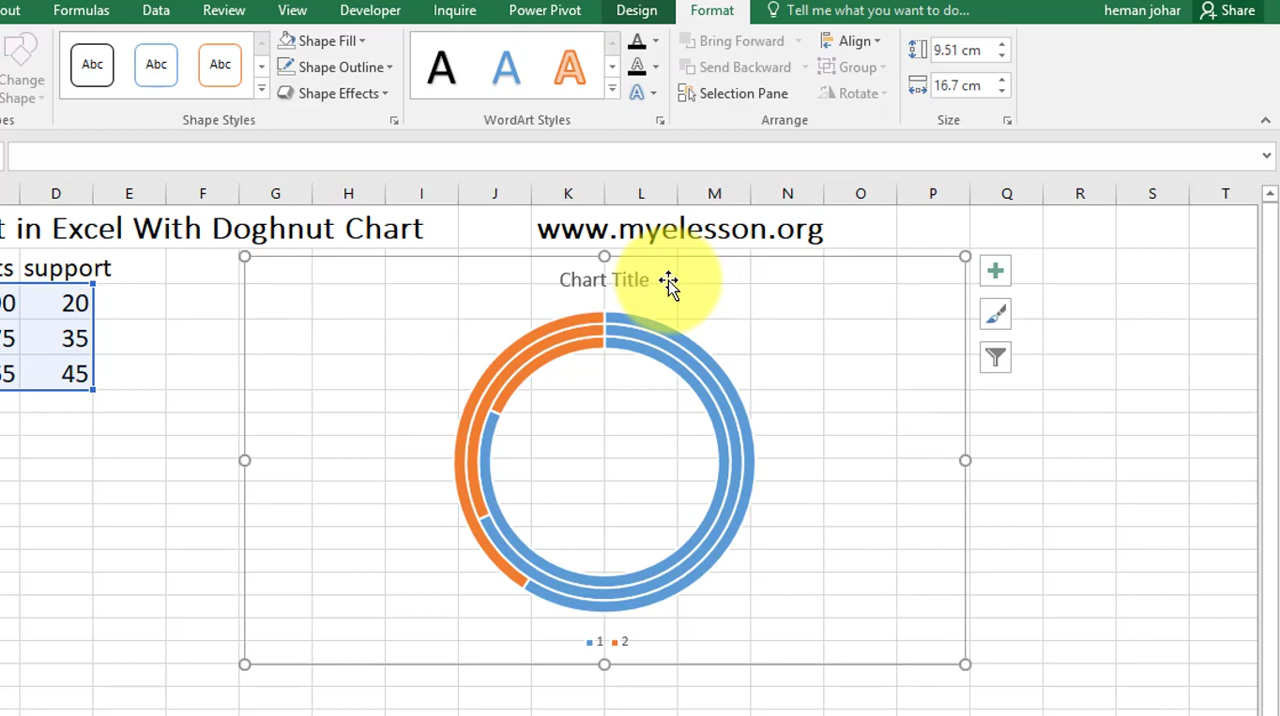 out Formulas Data Review View Developer Inquire Power Pivot Design Format Tell me what you want to do... heman johar Share
Change Shape
Abc Abc Abc
Shape Fill
Shape Outline
Shape Effects
Shape Styles
A A A
A
A
A
WordArt Styles
Bring Forward
Send Backward
Selection Pane
Align
Group
Rotate
Arrange
9.51 cm
16.7 cm
Size
D E F G H I J K L M N O P Q R S T
t in Excel With Doghnut Chart www.myelesson.org
ts support
20
75 35
45
Chart Title
1 2